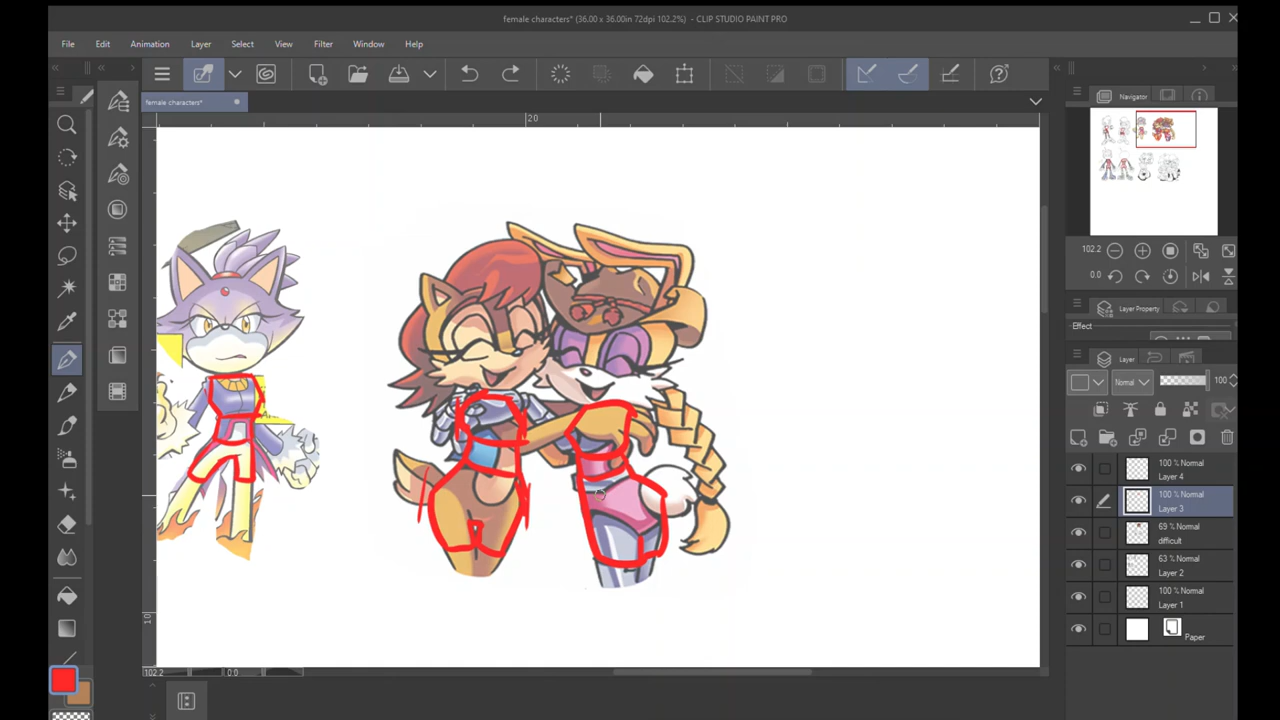 female characters* (36.00 x 36.00in 72dpi 102.2%) - CLIP STUDIO PAINT PRO
File Edit Animation Layer Select View Filter Window Help
female characters*
Navigator
20
102.2
0.0
Layer Property
Effect
Layer
Normal
100
100 % Normal
Layer 4
100 % Normal
Layer 3
69 % Normal
difficult
63 % Normal
Layer 2
100 % Normal
Layer 1
Paper
10
102.2 0.0